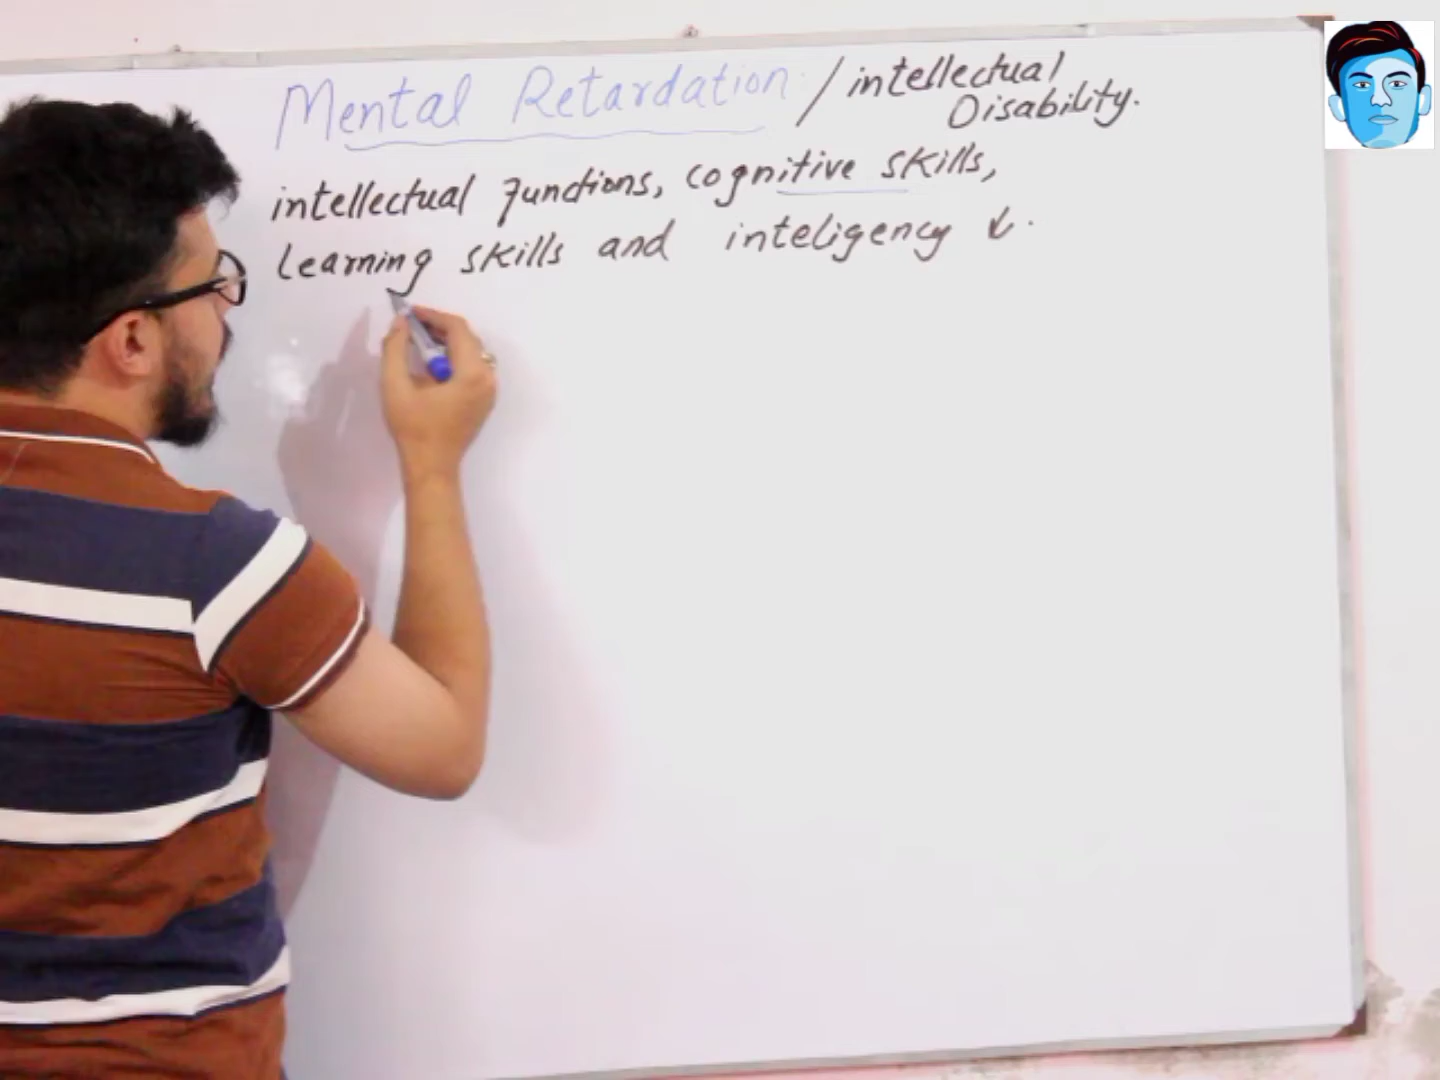 Mental Retardation / intellectual
Disability.
intellectual functions, cognitive skills,
Learning skills and inteligency ↓.